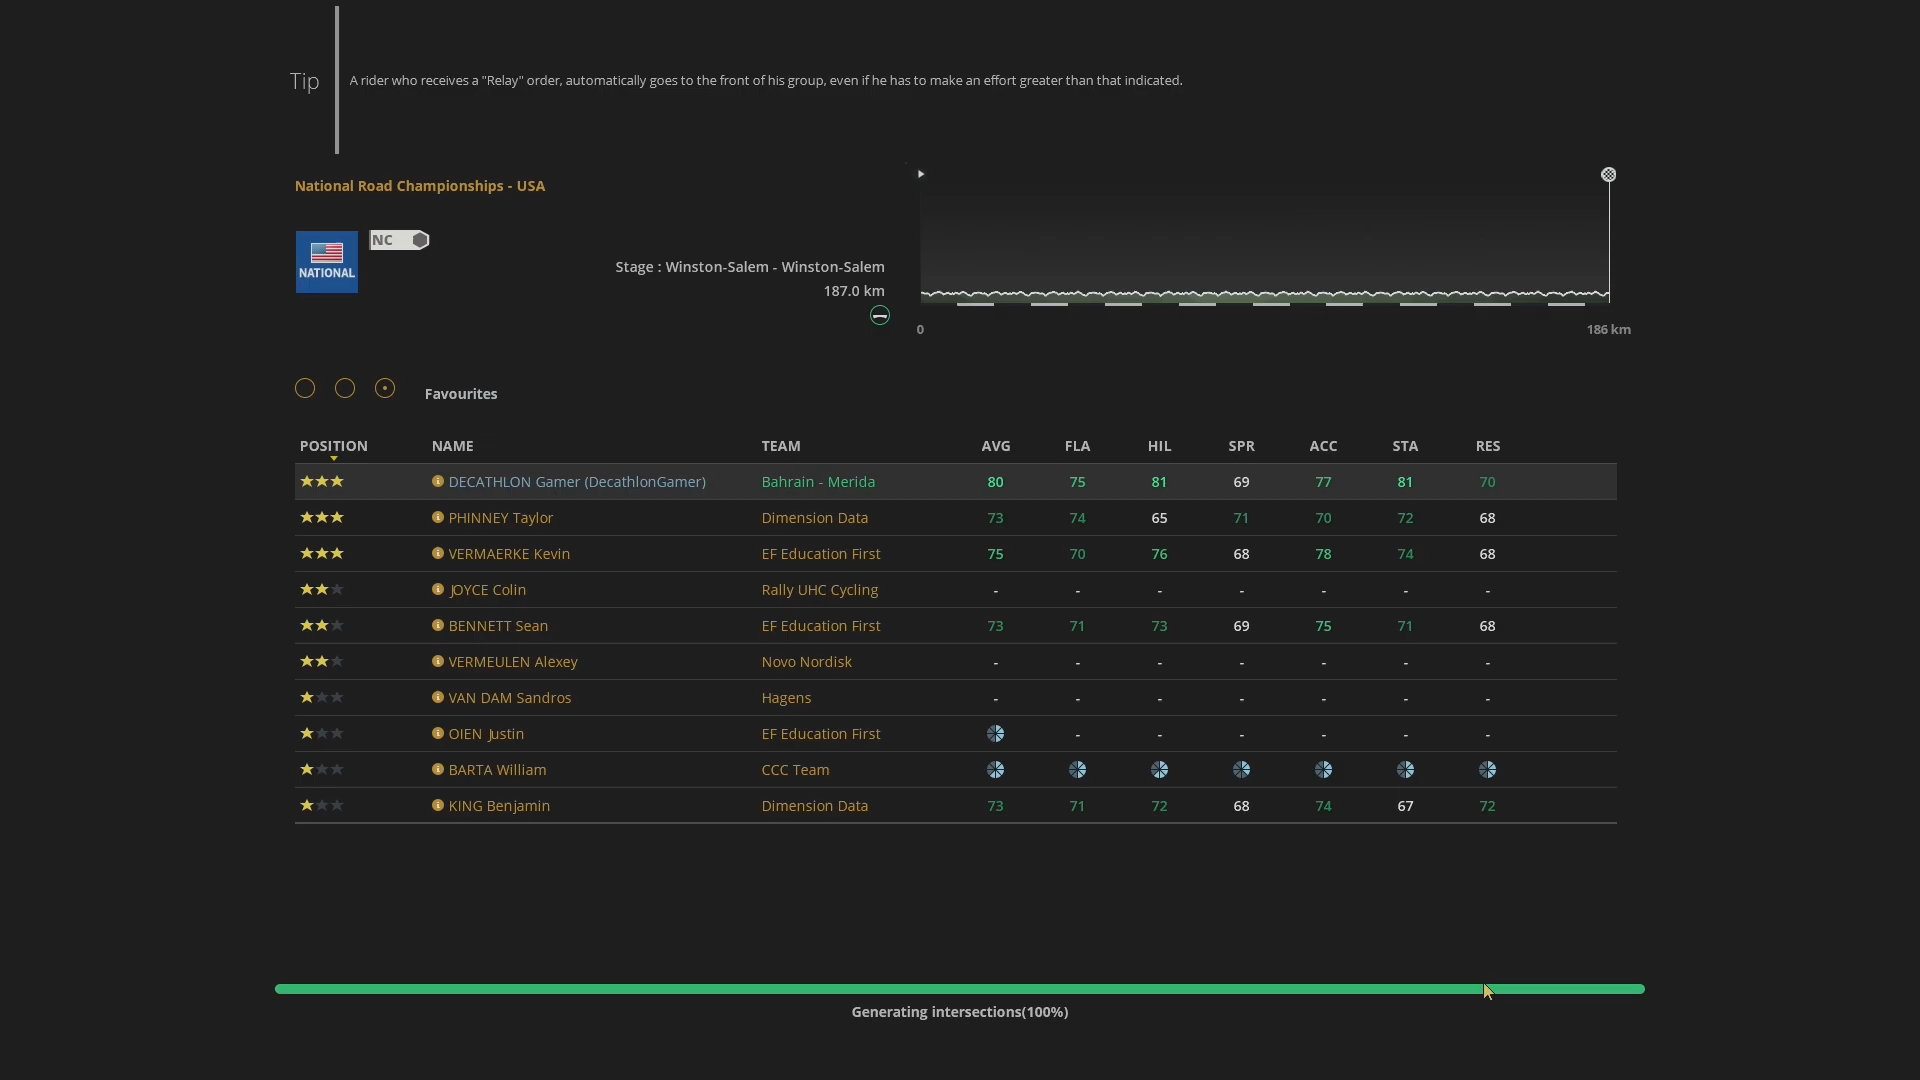 Tip
A rider who receives a "Relay" order, automatically goes to the front of his group, even if he has to make an effort greater than that indicated.
National Road Championships - USA
NATIONAL
NC
Stage : Winston-Salem - Winston-Salem
187.0 km
0 186 km
Favourites
POSITION NAME TEAM AVG FLA HIL SPR ACC STA RES
DECATHLON Gamer (DecathlonGamer) Bahrain - Merida 80 75 81 69 77 81 70
PHINNEY Taylor Dimension Data 73 74 65 71 70 72 68
VERMAERKE Kevin EF Education First 75 70 76 68 78 74 68
JOYCE Colin Rally UHC Cycling - - - - - - -
BENNETT Sean EF Education First 73 71 73 69 75 71 68
VERMEULEN Alexey Novo Nordisk - - - - - - -
VAN DAM Sandros Hagens - - - - - - -
OIEN Justin EF Education First - - - - - -
BARTA William CCC Team
KING Benjamin Dimension Data 73 71 72 68 74 67 72
Generating intersections(100%)